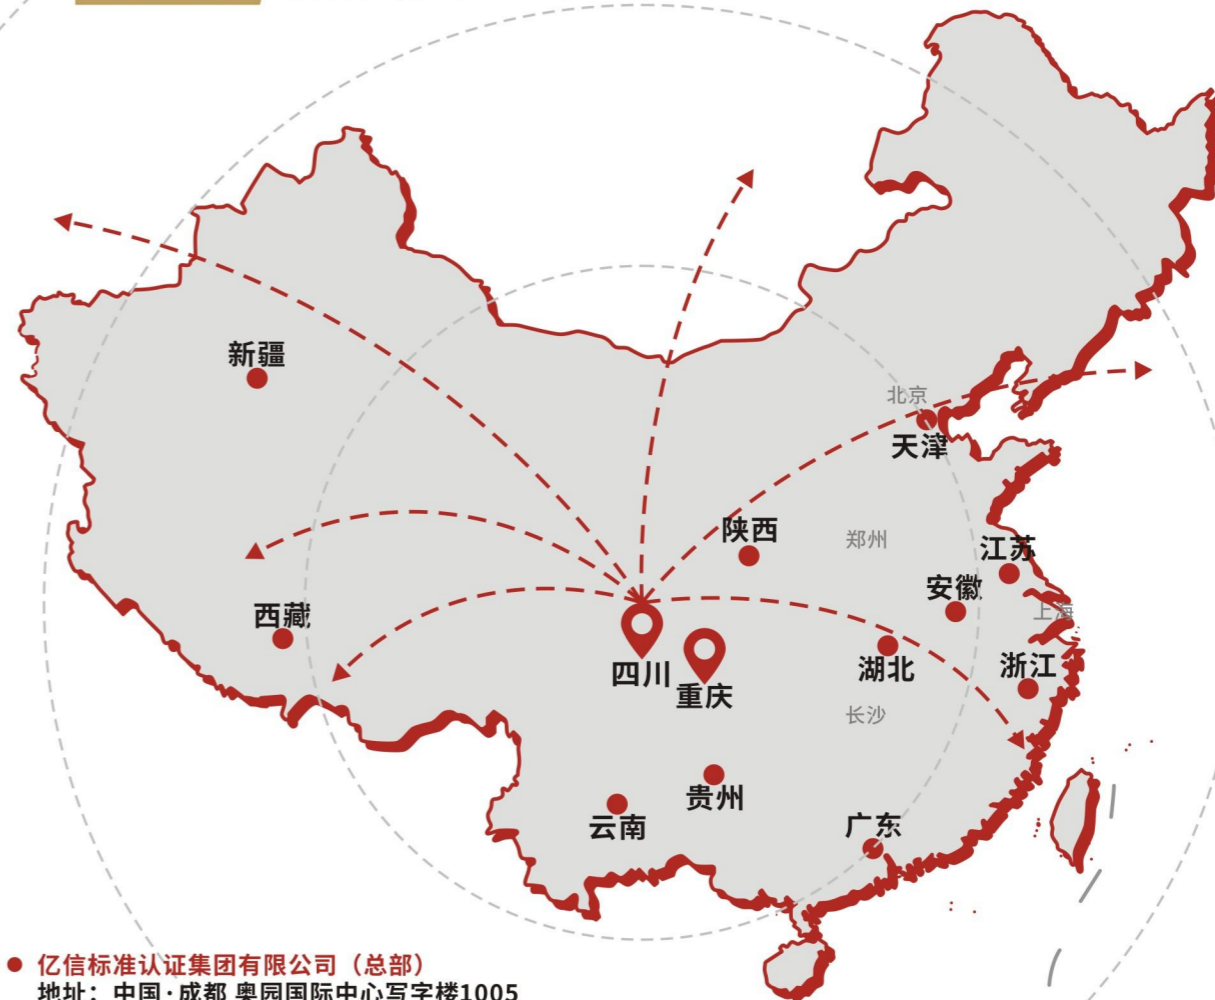 新疆
北京
天津
陕西
郑州
江苏
安徽
上海
西藏
四川
重庆
湖北
浙江
长沙
贵州
云南
广东
亿信标准认证集团有限公司（总部）
地址：中国·成都 奥园国际中心写字楼1005